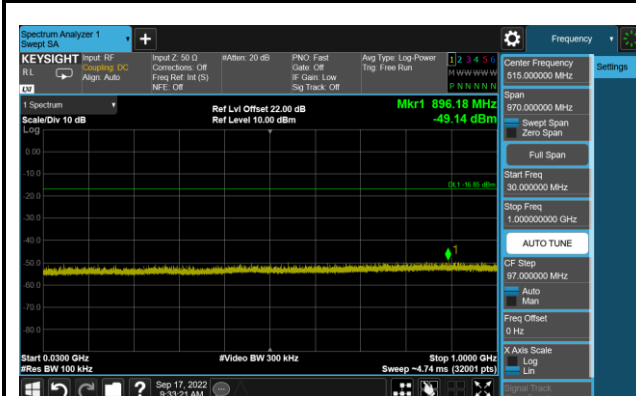 Spectrum Analyzer 1
Swept SA
+
Frequency
KEYSIGHT
RL
LXI
Input: RF
Coupling: DC
Align: Auto
Input Z: 50 Ω
Corrections: Off
Freq Ref: Int (S)
NFE: Off
#Atten: 20 dB
PNO: Fast
Gate: Off
IF Gain: Low
Sig Track: Off
Avg Type: Log-Power
Trig: Free Run
1 2 3 4 5 6
M W W W W W
P N N N N N
Center Frequency
515.000000 MHz
Settings
Span
970.000000 MHz
Swept Span
Zero Span
Full Span
Start Freq
30.000000 MHz
Stop Freq
1.000000000 GHz
AUTO TUNE
CF Step
97.000000 MHz
Auto
Man
Freq Offset
0 Hz
X Axis Scale
Log
Lin
Signal Track
1 Spectrum
Scale/Div 10 dB
Log
Ref Lvl Offset 22.00 dB
Ref Level 10.00 dBm
Mkr1 896.18 MHz
-49.14 dBm
0.00
-10.0
DL1 -16.85 dBm
-20.0
-30.0
-40.0
1
-50.0
-60.0
-70.0
-80.0
Start 0.0300 GHz
#Res BW 100 kHz
#Video BW 300 kHz
Stop 1.0000 GHz
Sweep ~4.74 ms (32001 pts)
?
Sep 17, 2022
9:33:21 AM